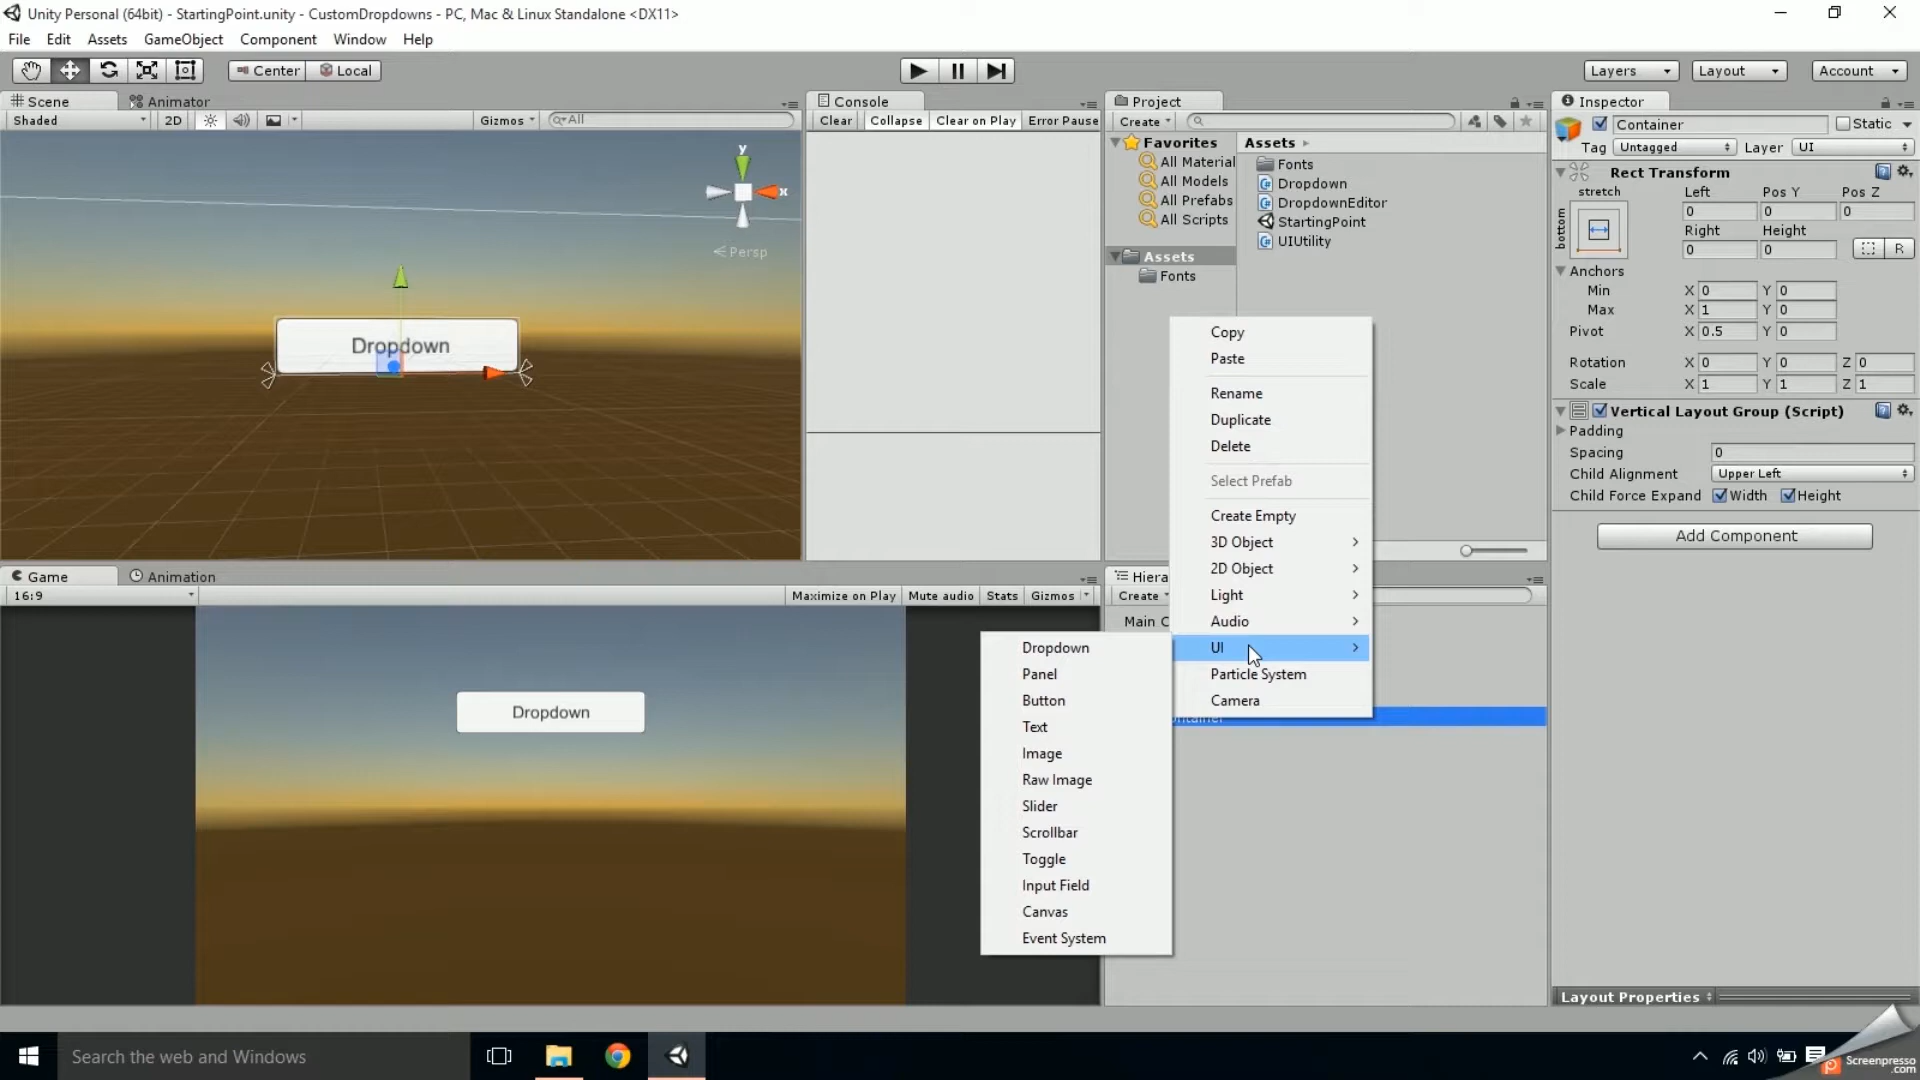 Unity Personal (64bit) - StartingPoint.unity - CustomDropdowns - PC, Mac & Linux Standalone <DX11>
File Edit Assets GameObject Component Window Help
Center Local Layers Layout Account
Scene Animator
Shaded 2D Gizmos All
y
x
Persp
Dropdown
Console
Clear Collapse Clear on Play Error Pause
Project
Create
Favorites
All Material
All Models
All Prefabs
All Scripts
Assets
Fonts
Assets
Fonts
Dropdown
DropdownEditor
StartingPoint
UIUtility
Inspector
Container Static
Tag Untagged Layer UI
Rect Transform
stretch Left Pos Y Pos Z
bottom 0 0 0
Right Height
0 0 R
Anchors
Min X 0 Y 0
Max X 1 Y 0
Pivot X 0.5 Y 0
Rotation X 0 Y 0 Z 0
Scale X 1 Y 1 Z 1
Vertical Layout Group (Script)
Padding
Spacing 0
Child Alignment Upper Left
Child Force Expand Width Height
Add Component
Layout Properties
Copy
Paste
Rename
Duplicate
Delete
Select Prefab
Create Empty
3D Object
2D Object
Light
Audio
UI
Particle System
Camera
Game Animation
16:9 Maximize on Play Mute audio Stats Gizmos
Dropdown
Hiera
Create
Main C
Dropdown
Panel
Button
Text
Image
Raw Image
Slider
Scrollbar
Toggle
Input Field
Canvas
Event System
Search the web and Windows
Screenpresso
.com